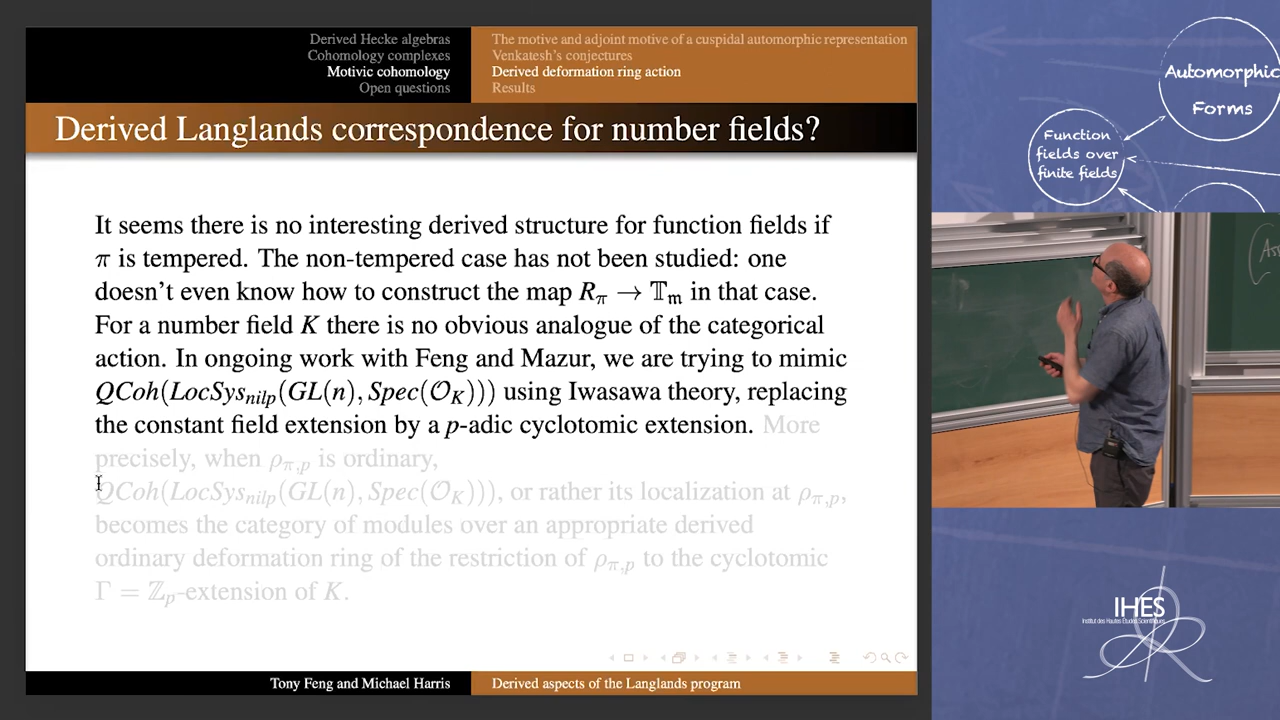 Derived Hecke algebras
Cohomology complexes
Motivic cohomology
Open questions
The motive and adjoint motive of a cuspidal automorphic representation
Venkatesh's conjectures
Derived deformation ring action
Results
Derived Langlands correspondence for number fields?
It seems there is no interesting derived structure for function fields if
π is tempered. The non-tempered case has not been studied: one
doesn't even know how to construct the map R_π → 𝕋_𝔪 in that case.
For a number field K there is no obvious analogue of the categorical
action. In ongoing work with Feng and Mazur, we are trying to mimic
QCoh(LocSys_nilp(GL(n), Spec(𝒪_K))) using Iwasawa theory, replacing
the constant field extension by a p-adic cyclotomic extension. More
precisely, when ρ_π,p is ordinary,
QCoh(LocSys_nilp(GL(n), Spec(𝒪_K))), or rather its localization at ρ_π,p,
becomes the category of modules over an appropriate derived
ordinary deformation ring of the restriction of ρ_π,p to the cyclotomic
Γ = ℤ_p-extension of K.
Tony Feng and Michael Harris
Derived aspects of the Langlands program
Automorphic
Forms
Function
fields over
finite fields
(Ass
IHES
Institut des Hautes Études Scientifiques